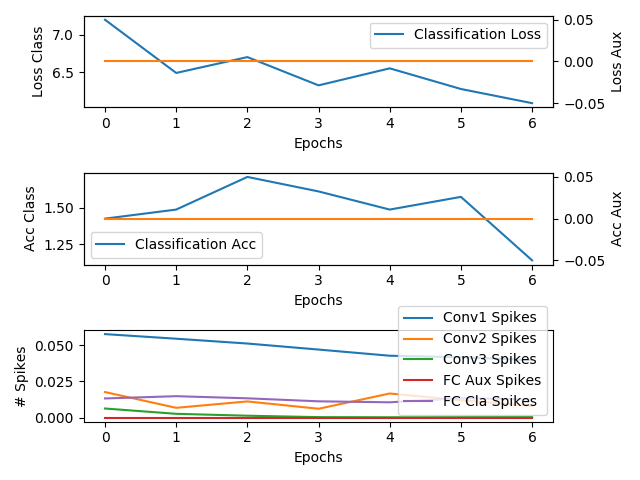 Classification Loss
7.0
6.5
Loss Class
0.05
0.00
−0.05
Loss Aux
0 1 2 3 4 5 6
Epochs
Classification Acc
1.50
1.25
Acc Class
0.05
0.00
−0.05
Acc Aux
0 1 2 3 4 5 6
Epochs
Conv1 Spikes
Conv2 Spikes
Conv3 Spikes
FC Aux Spikes
FC Cla Spikes
0.050
0.025
0.000
# Spikes
0 1 2 3 4 5 6
Epochs